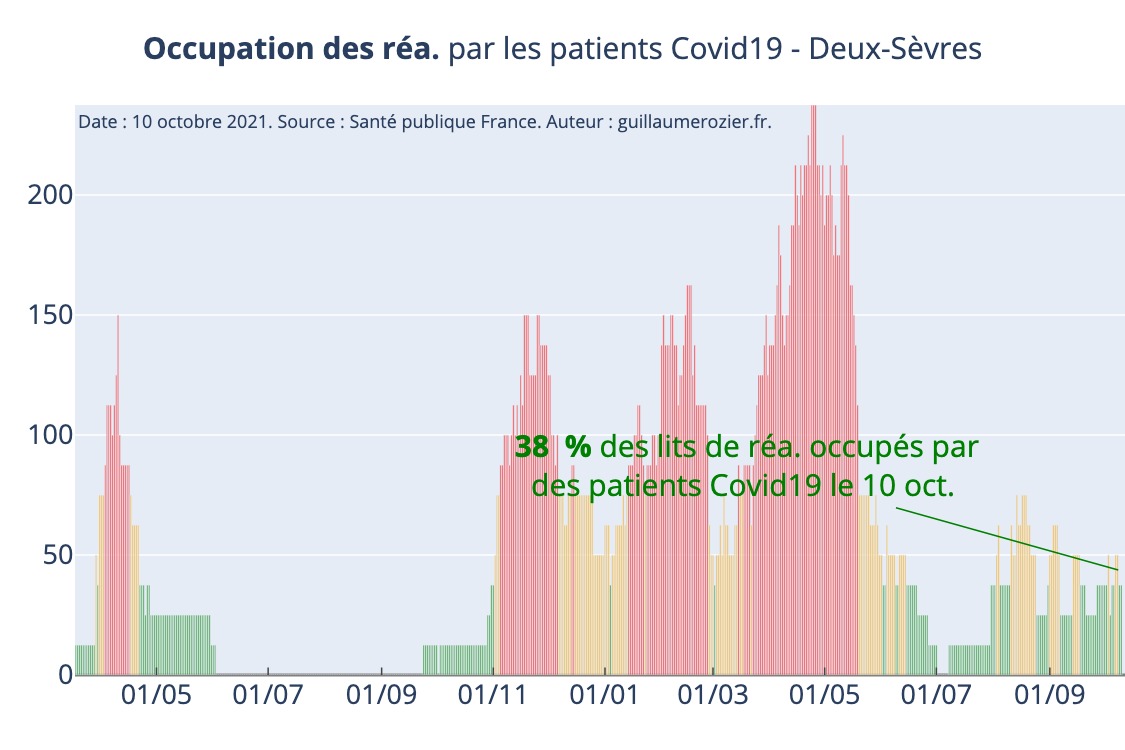 Occupation des réa. par les patients Covid19 - Deux-Sèvres
Date : 10 octobre 2021. Source : Santé publique France. Auteur : guillaumerozier.fr.
200
150
100
38 % des lits de réa. occupés par
des patients Covid19 le 10 oct.
50
0
01/05 01/07 01/09 01/11 01/01 01/03 01/05 01/07 01/09